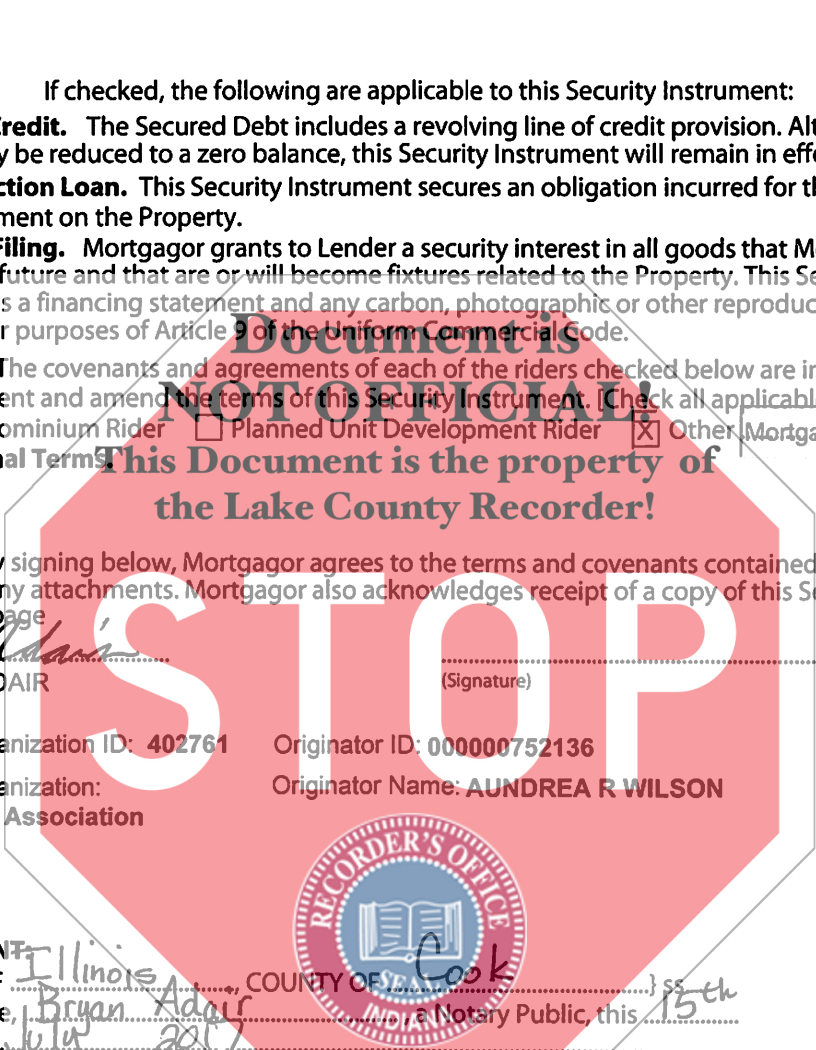 If checked, the following are applicable to this Security Instrument:
redit. The Secured Debt includes a revolving line of credit provision. Alt
y be reduced to a zero balance, this Security Instrument will remain in effe
ction Loan. This Security Instrument secures an obligation incurred for th
ment on the Property.
Filing. Mortgagor grants to Lender a security interest in all goods that Mo
future and that are or will become fixtures related to the Property. This Se
s a financing statement and any carbon, photographic or other reproduc
r purposes of Article 9 of the Uniform Commercial Code.
Document is
The covenants and agreements of each of the riders checked below are in
ent and amend the terms of this Security Instrument. [Check all applicabl
NOT OFFICIAL!
ominium Rider ☐ Planned Unit Development Rider ☒ Other Mortga
al Terms.
This Document is the property of
the Lake County Recorder!
y signing below, Mortgagor agrees to the terms and covenants contained
ny attachments. Mortgagor also acknowledges receipt of a copy of this Se
page
STOP
DAIR
(Signature)
anization ID: 402761 Originator ID: 000000752136
anization: Originator Name: AUNDREA R WILSON
Association
RECORDER'S OFFICE
SEAL
INDIANA
NT:
F Illinois, COUNTY OF Cook } ss
e, Bryan Adair, a Notary Public, this 15th
July 2017